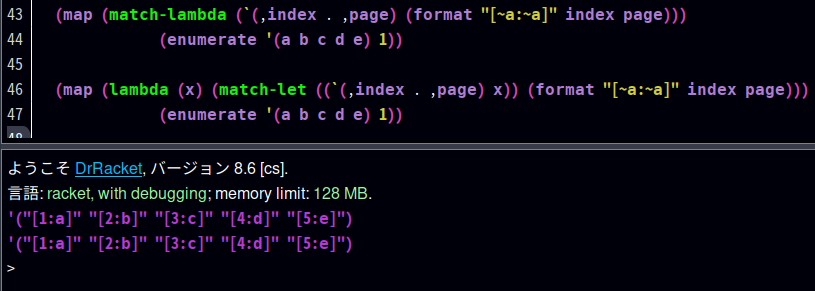 43 (map (match-lambda (`(,index . ,page) (format "[~a:~a]" index page)))
44 (enumerate '(a b c d e) 1))
45
46 (map (lambda (x) (match-let ((`(,index . ,page) x)) (format "[~a:~a]" index page)))
47 (enumerate '(a b c d e) 1))
48
ようこそ DrRacket, バージョン 8.6 [cs].
言語: racket, with debugging; memory limit: 128 MB.
'("[1:a]" "[2:b]" "[3:c]" "[4:d]" "[5:e]")
'("[1:a]" "[2:b]" "[3:c]" "[4:d]" "[5:e]")
>